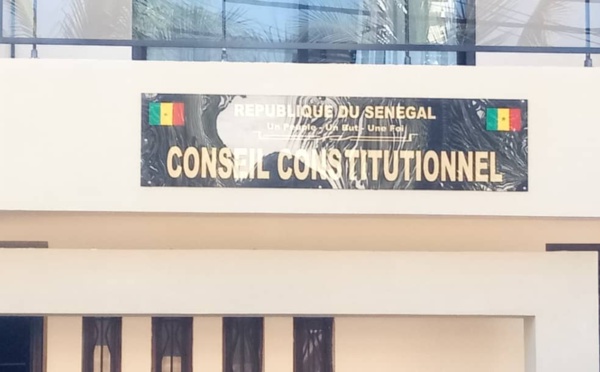 REPUBLIQUE DU SENEGAL
Un Peuple - Un But - Une Foi
CONSEIL CONSTITUTIONNEL